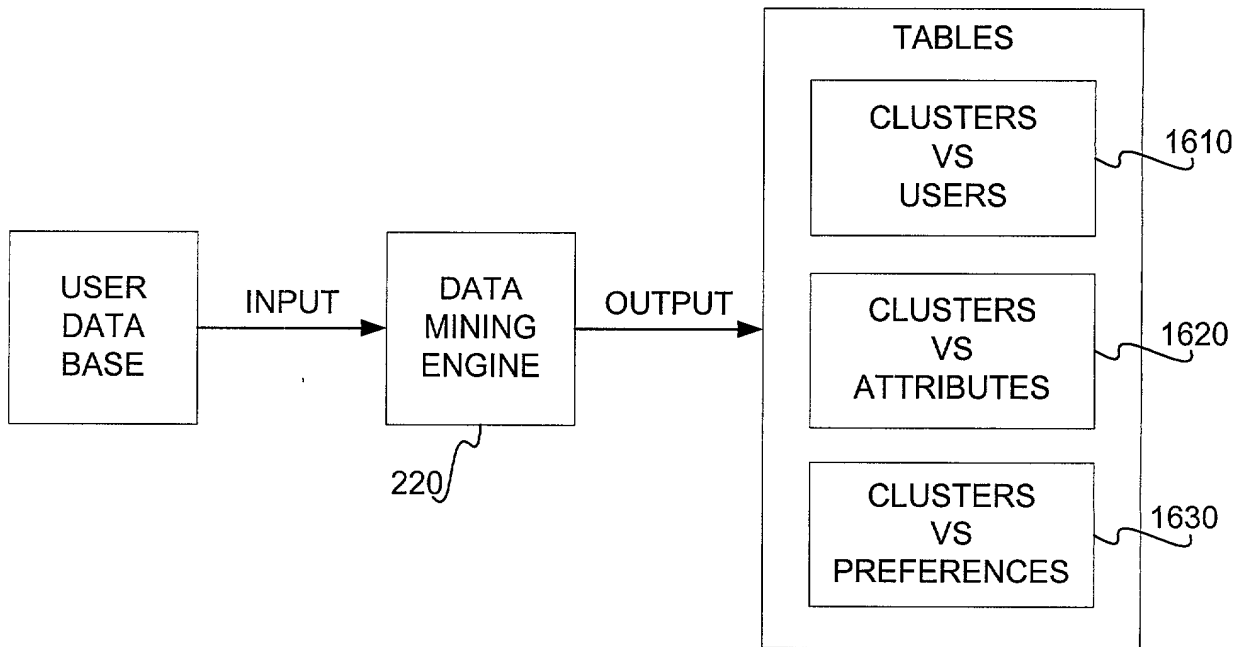 TABLES
CLUSTERS
VS
USERS
1610
USER
DATA
BASE
INPUT
DATA
MINING
ENGINE
220
OUTPUT
CLUSTERS
VS
ATTRIBUTES
1620
CLUSTERS
VS
PREFERENCES
1630